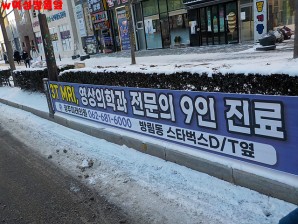 3T MRI, 영상의학과 전문의 9인 진료
062-681-6000 방림동 스타벅스D/T옆